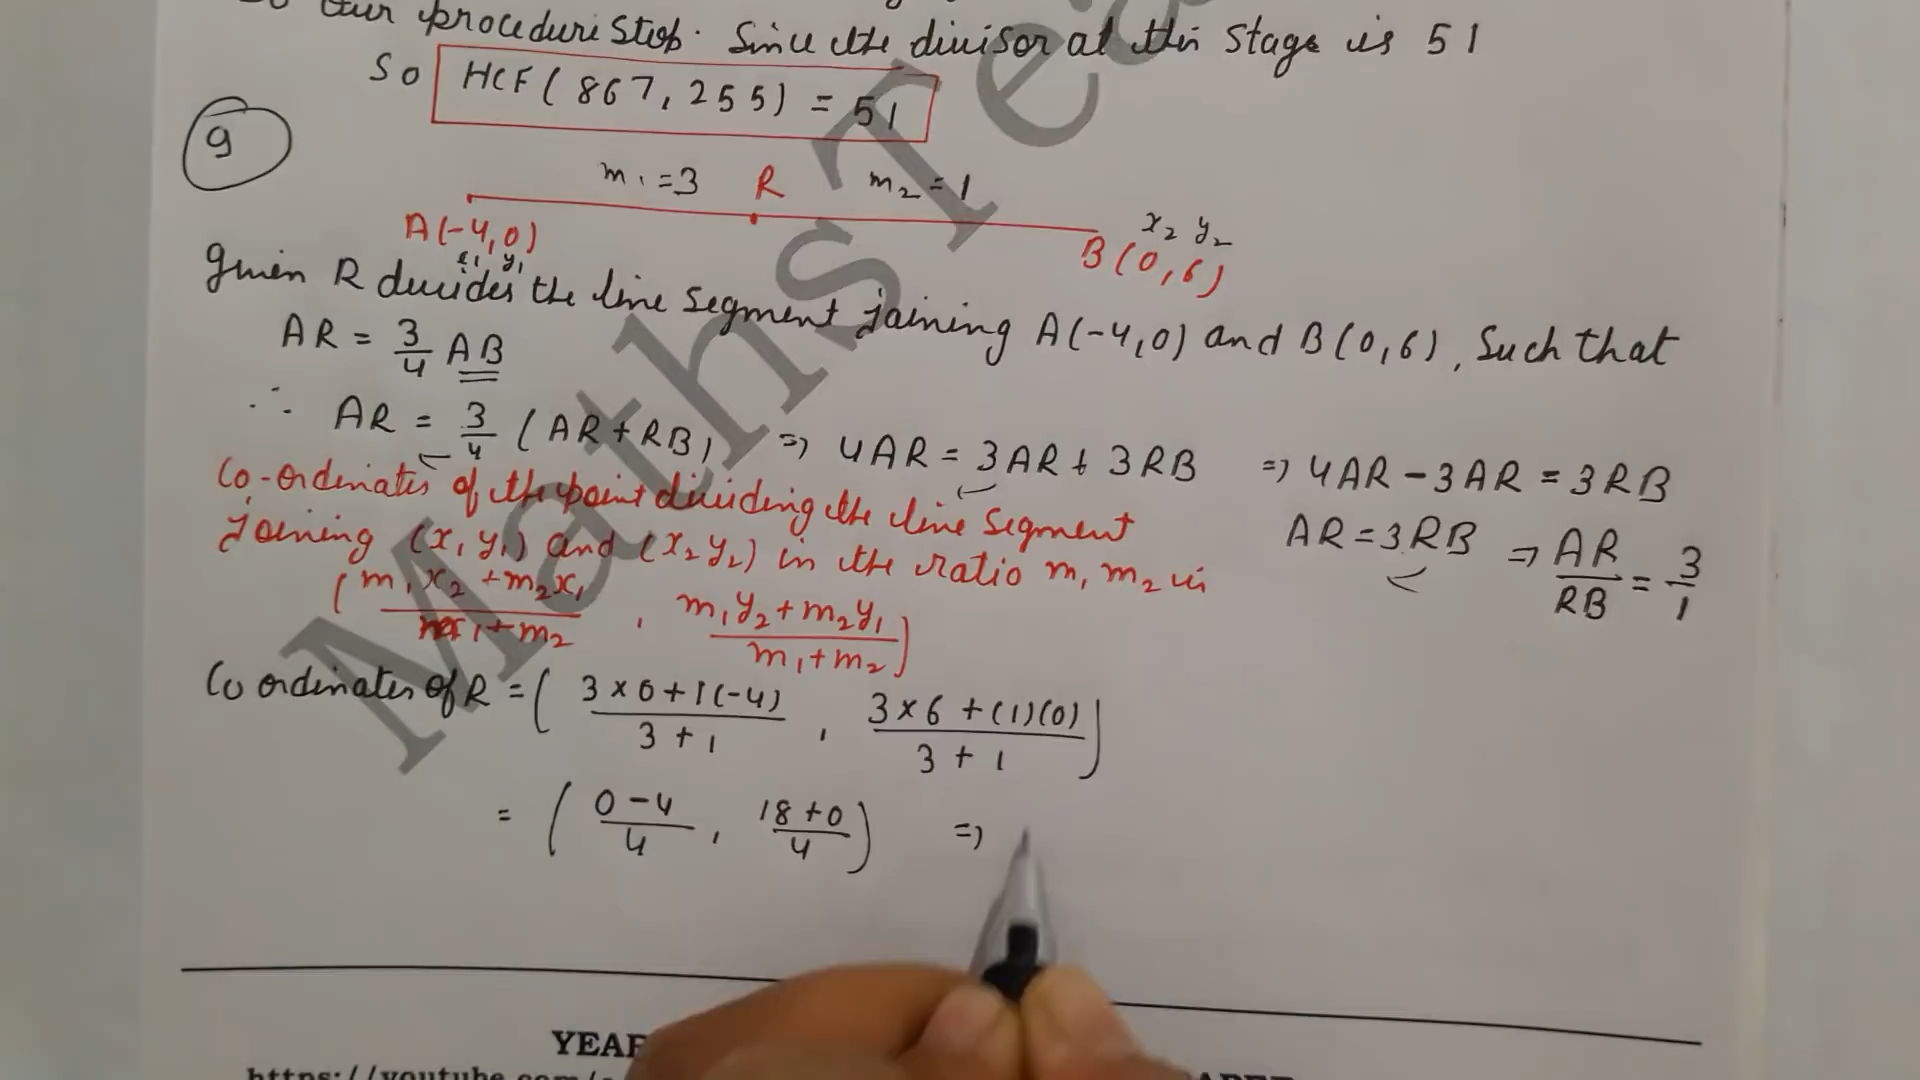 our procedure stop. Since the divisor at this stage is 51
So HCF(867, 255) = 51
9
m1=3 R m2=1
A(-4,0) x2 y2
x1 y1 B(0,6)
given R divides the line segment joining A(-4,0) and B(0,6), such that
AR = 3/4 AB
∴ AR = 3/4 (AR+RB) => 4AR = 3AR + 3RB => 4AR - 3AR = 3RB
AR = 3RB => AR/RB = 3/1
Co-ordinates of the point dividing the line segment
joining (x1 y1) and (x2 y2) in the ratio m1 m2 is
(m1x2 + m2x1 / m1+m2 , m1y2 + m2y1 / m1+m2)
Co ordinates of R = (3×0+1(-4) / 3+1 , 3×6 + (1)(0) / 3+1)
= (0-4 / 4 , 18+0 / 4) =>
YEAR
https://youtube.com/